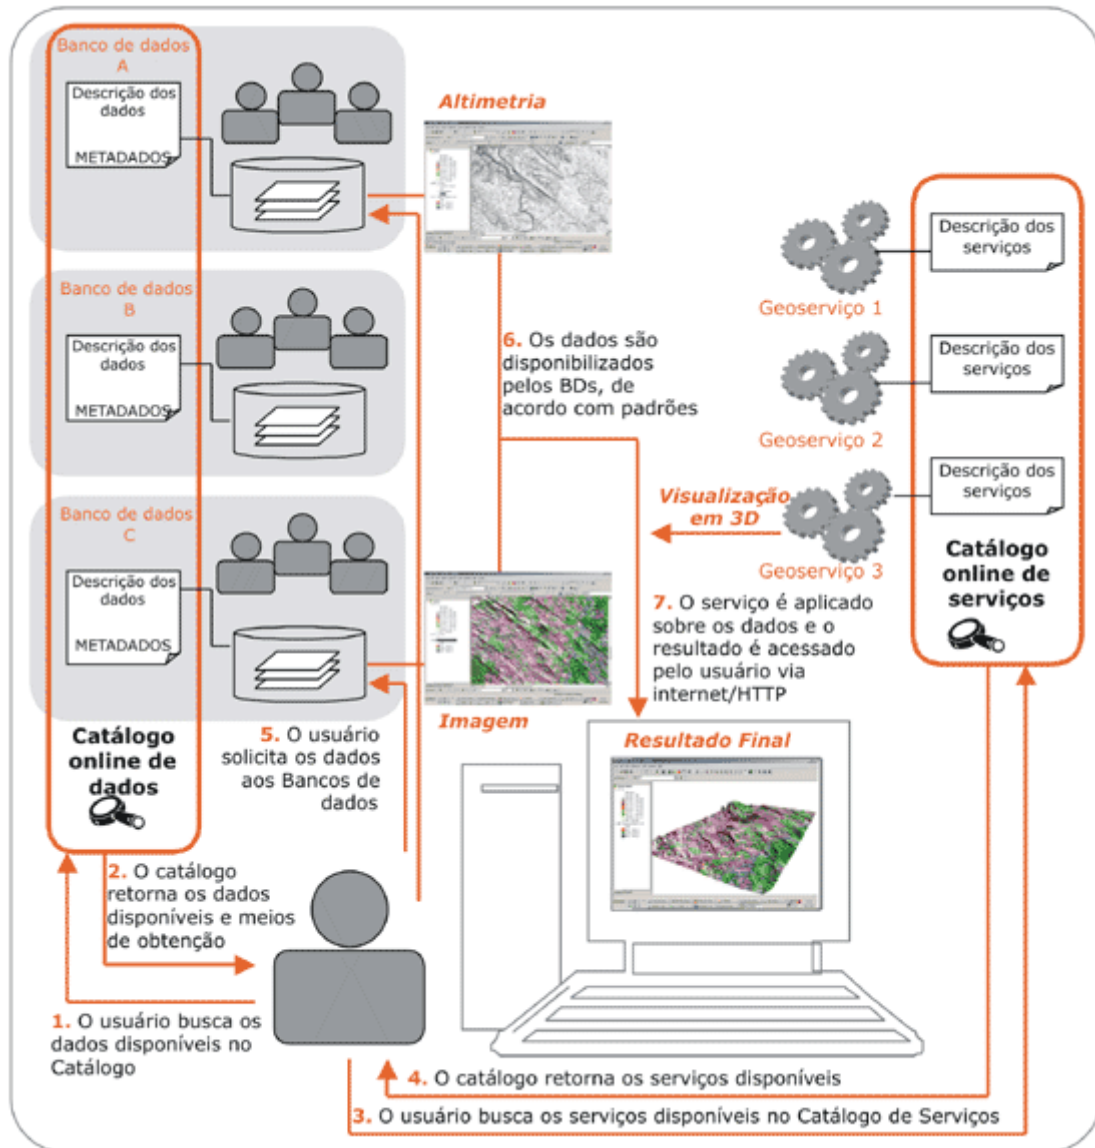 Banco de dados
A
Descrição dos
dados
METADADOS
Altimetria
Banco de dados
B
Descrição dos
dados
METADADOS
Banco de dados
C
Descrição dos
dados
METADADOS
Catálogo
online de
dados
Imagem
6. Os dados são
disponibilizados
pelos BDs, de
acordo com padrões
Geoserviço 1
Descrição dos
serviços
Geoserviço 2
Descrição dos
serviços
Geoserviço 3
Descrição dos
serviços
Visualização
em 3D
Catálogo
online de
serviços
7. O serviço é aplicado
sobre os dados e o
resultado é acessado
pelo usuário via
internet/HTTP
5. O usuário
solicita os dados
aos Bancos de
dados
Resultado Final
2. O catálogo
retorna os dados
disponíveis e meios
de obtenção
1. O usuário busca os
dados disponíveis no
Catálogo
4. O catálogo retorna os serviços disponíveis
3. O usuário busca os serviços disponíveis no Catálogo de Serviços